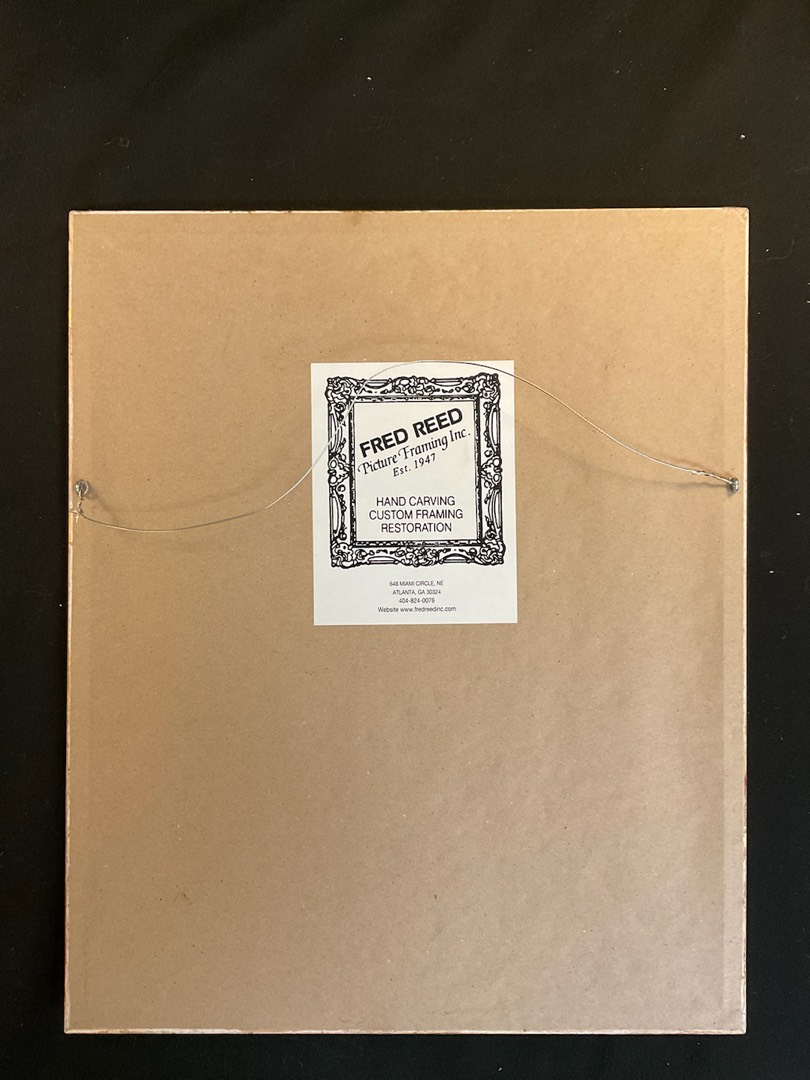 FRED REED
Picture Framing Inc.
Est. 1947
HAND CARVING
CUSTOM FRAMING
RESTORATION
648 MIAMI CIRCLE, NE
ATLANTA, GA 30324
404-824-0076
Website www.fredreedinc.com